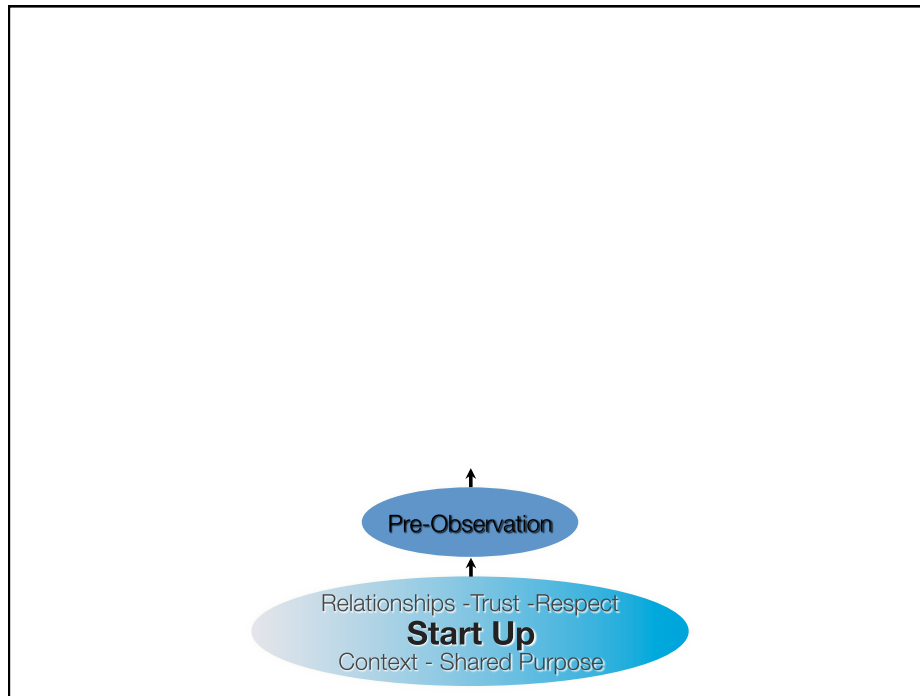 Pre-Observation
Relationships -Trust -Respect
Start Up
Context - Shared Purpose